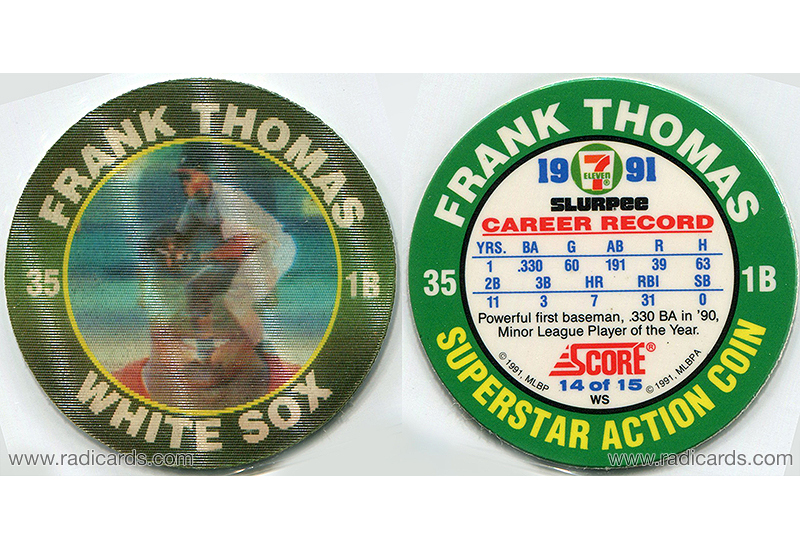 FRANK THOMAS
35 1B
WHITE SOX
www.radicards.com
FRANK THOMAS
1991
7 ELEVEN ®
SLURPEE
CAREER RECORD
YRS. BA G AB R H
1 .330 60 191 39 63
2B 3B HR RBI SB
11 3 7 31 0
35 1B
Powerful first baseman, .330 BA in '90,
Minor League Player of the Year.
SCORE®
© 1991, MLBP 14 of 15 © 1991, MLBPA
WS
SUPERSTAR ACTION COIN
www.radicards.com